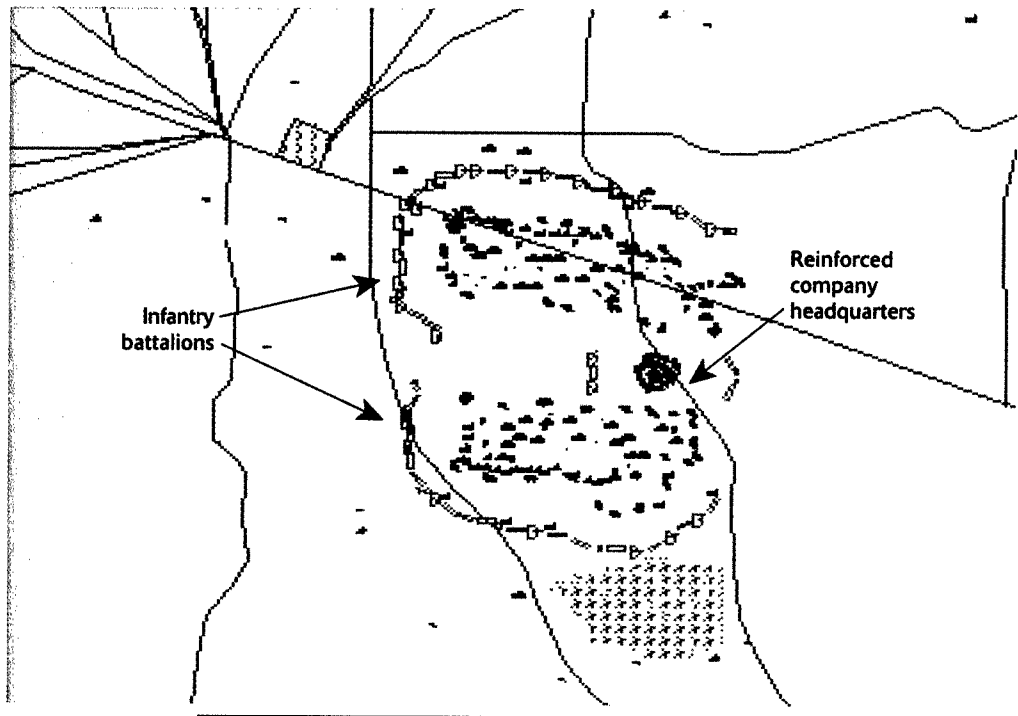 Infantry
battalions
Reinforced
company
headquarters